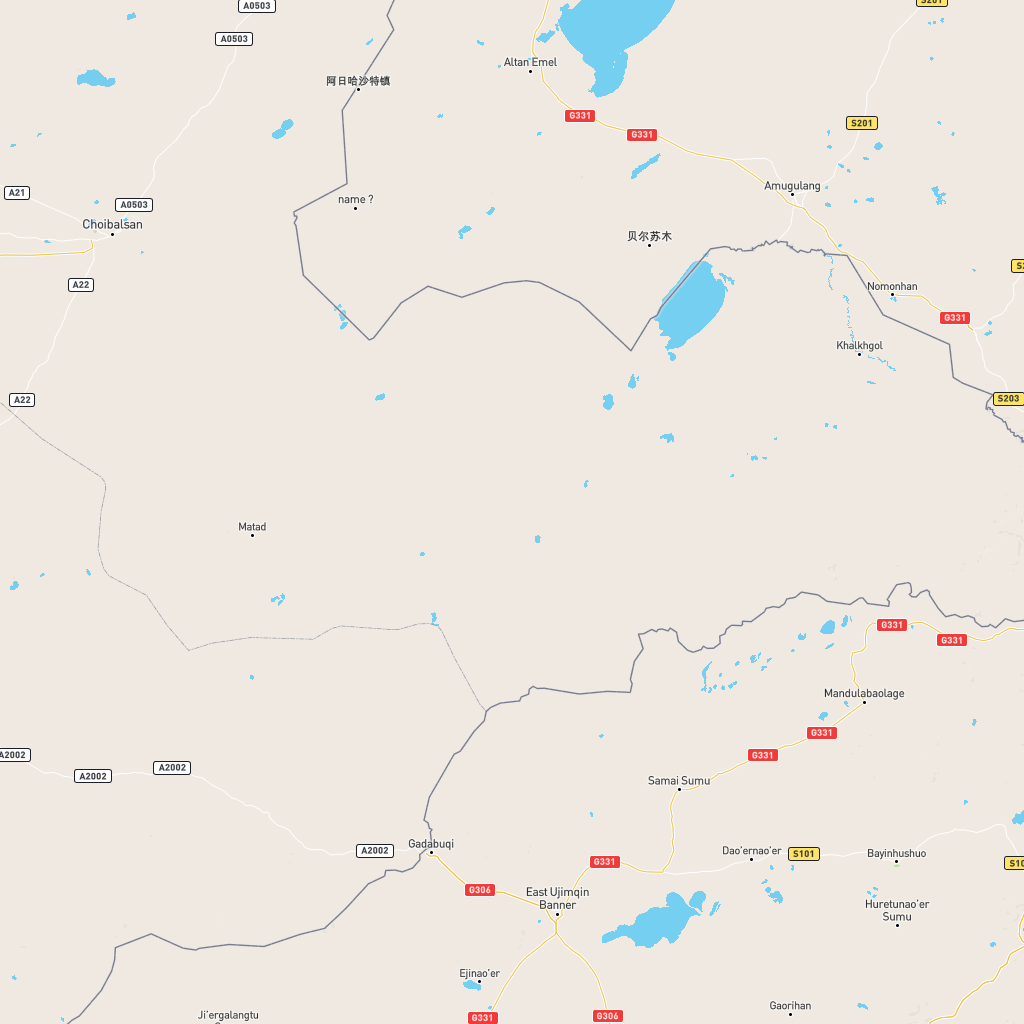 A0503
S201
A0503
Altan Emel
阿日哈沙特镇
G331
S201
G331
A21
Amugulang
name ?
A0503
Choibalsan
贝尔苏木
A22
Nomonhan
G331
Khalkhgol
A22
S203
Matad
G331
G331
Mandulabaolage
G331
A2002
G331
A2002
A2002
Samai Sumu
Gadabuqi
A2002
G331
Dao'ernao'er
S101
Bayinhushuo
G306
East Ujimqin
Banner
Huretunao'er
Sumu
Ejinao'er
Gaorihan
Ji'ergalangtu
G331
G306